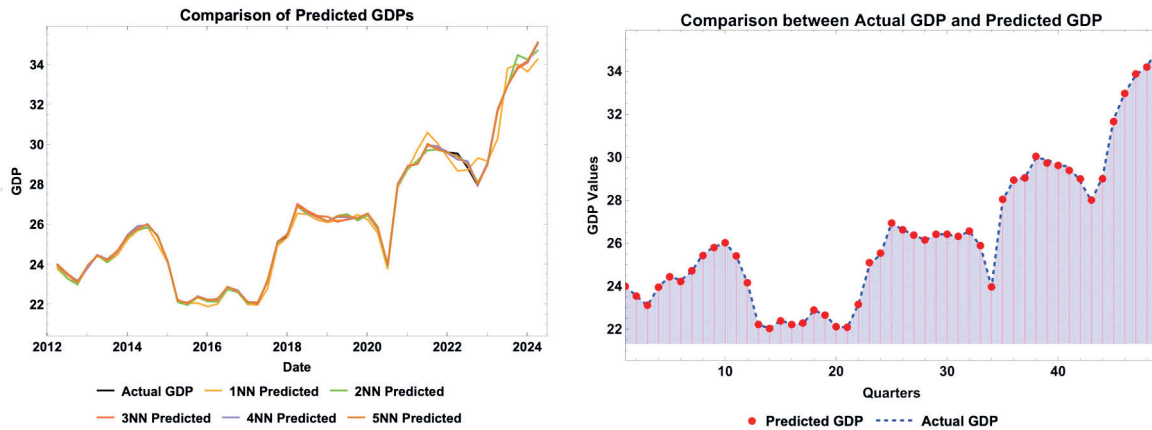 Comparison of Predicted GDPs
GDP
34
32
30
28
26
24
22
2012 2014 2016 2018 2020 2022 2024
Date
Actual GDP 1NN Predicted 2NN Predicted
3NN Predicted 4NN Predicted 5NN Predicted
Comparison between Actual GDP and Predicted GDP
GDP Values
34
32
30
28
26
24
22
10 20 30 40
Quarters
Predicted GDP Actual GDP